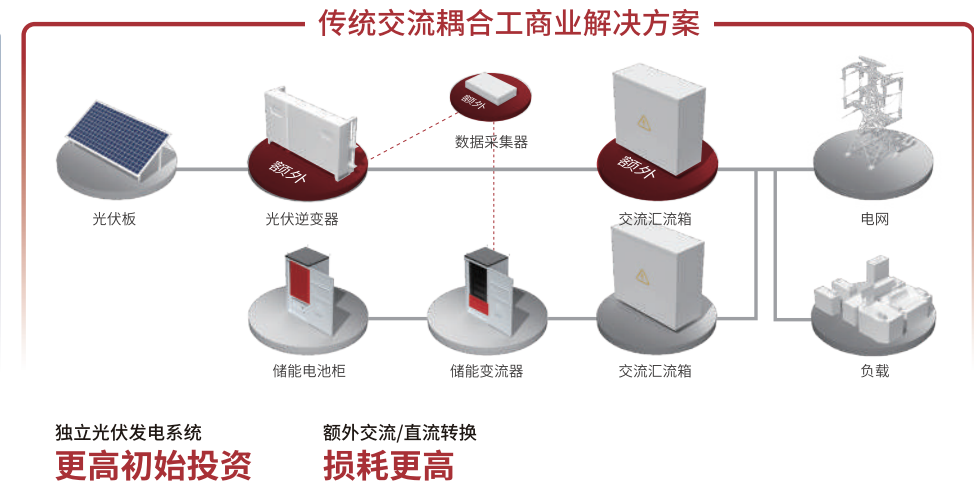 传统交流耦合工商业解决方案
额外
数据采集器
额外
额外
光伏板
光伏逆变器
交流汇流箱
电网
储能电池柜
储能变流器
交流汇流箱
负载
独立光伏发电系统
更高初始投资
额外交流/直流转换
损耗更高